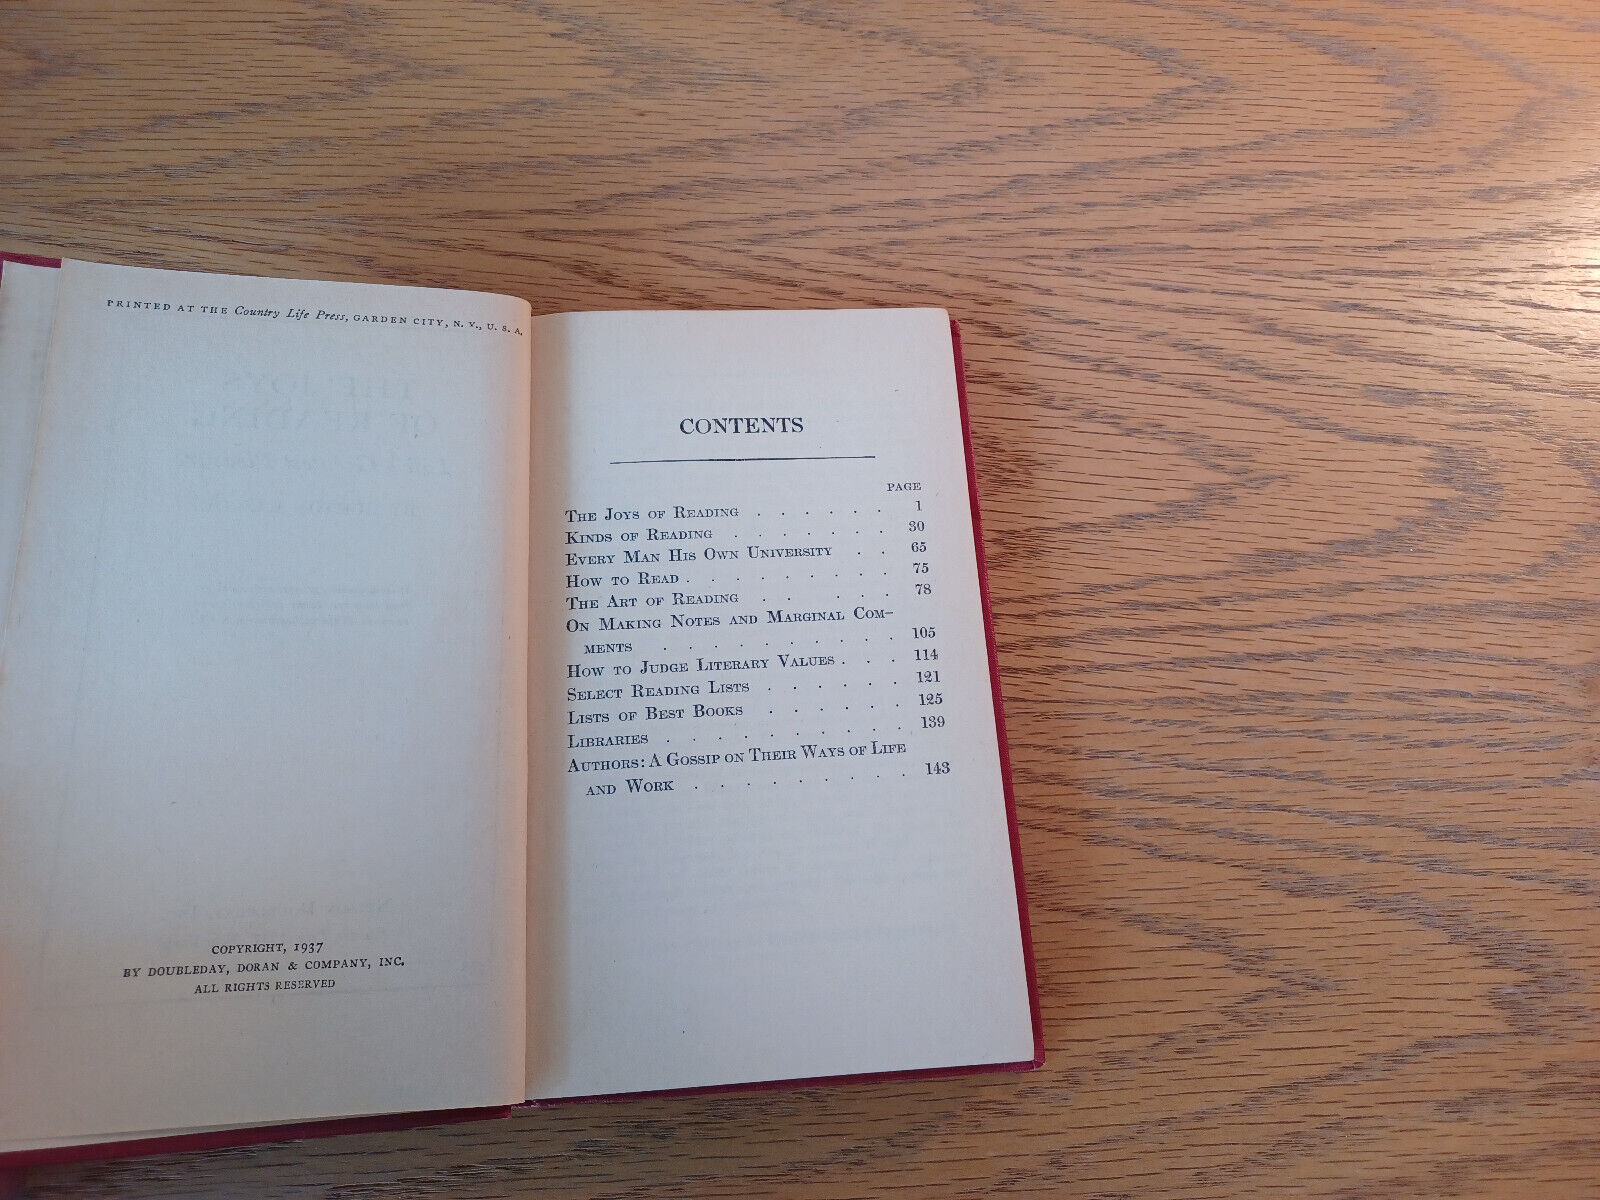 PRINTED AT THE Country Life Press, GARDEN CITY, N. Y., U. S. A.
COPYRIGHT, 1937
BY DOUBLEDAY, DORAN & COMPANY, INC.
ALL RIGHTS RESERVED
CONTENTS
PAGE
THE JOYS OF READING . . . . . . 1
KINDS OF READING . . . . . . . 30
EVERY MAN HIS OWN UNIVERSITY . . 65
HOW TO READ . . . . . . . . . 75
THE ART OF READING . . . . . 78
ON MAKING NOTES AND MARGINAL COM-
MENTS . . . . . . . . . 105
HOW TO JUDGE LITERARY VALUES . . . 114
SELECT READING LISTS . . . . . . 121
LISTS OF BEST BOOKS . . . . . . 125
LIBRARIES . . . . . . . . . . 139
AUTHORS: A GOSSIP ON THEIR WAYS OF LIFE
AND WORK . . . . . . . . . 143